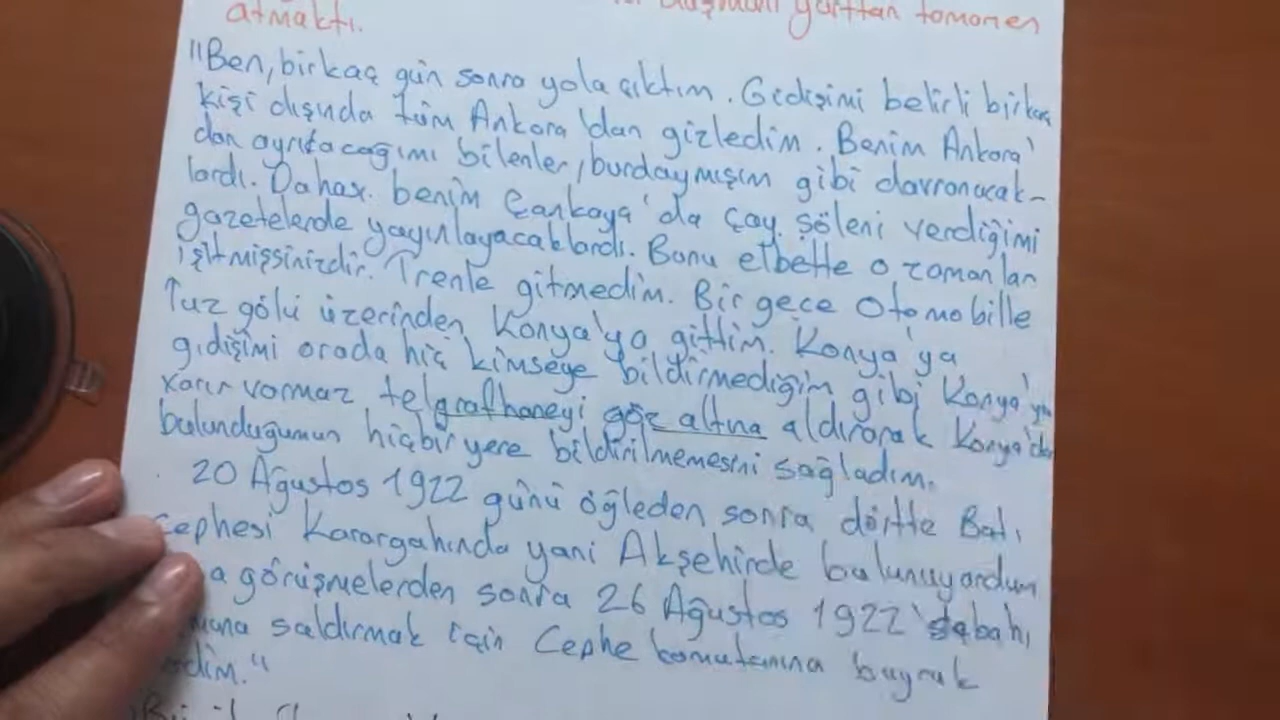 düşmanı yurttan tamamen
atmaktı.
"Ben, birkaç gün sonra yola çıktım. Gidişimi belirli birkaç
kişi dışında tüm Ankara'dan gizledim. Benim Ankara'
dan ayrılacağımı bilenler, burdaymışım gibi davranacak-
lardı. Dahası benim Çankaya'da çay şöleni verdiğimi
gazetelerde yayınlayacaklardı. Bunu elbette o zamanlar
işitmişsinizdir. Trenle gitmedim. Bir gece otomobille
Tuz gölü üzerinden Konya'ya gittim. Konya'ya
gidişimi orada hiç kimseye bildirmediğim gibi Konya'ya
varır varmaz telgrafhaneyi göz altına aldırarak Konya'da
bulunduğumun hiçbir yere bildirilmemesini sağladım.
20 Ağustos 1922 günü öğleden sonra dörtte Batı
Cephesi Karargahında yani Akşehirde bulunuyordum
görüşmelerden sonra 26 Ağustos 1922 sabahı
saldırmak için Cephe komutanına buyruk
"